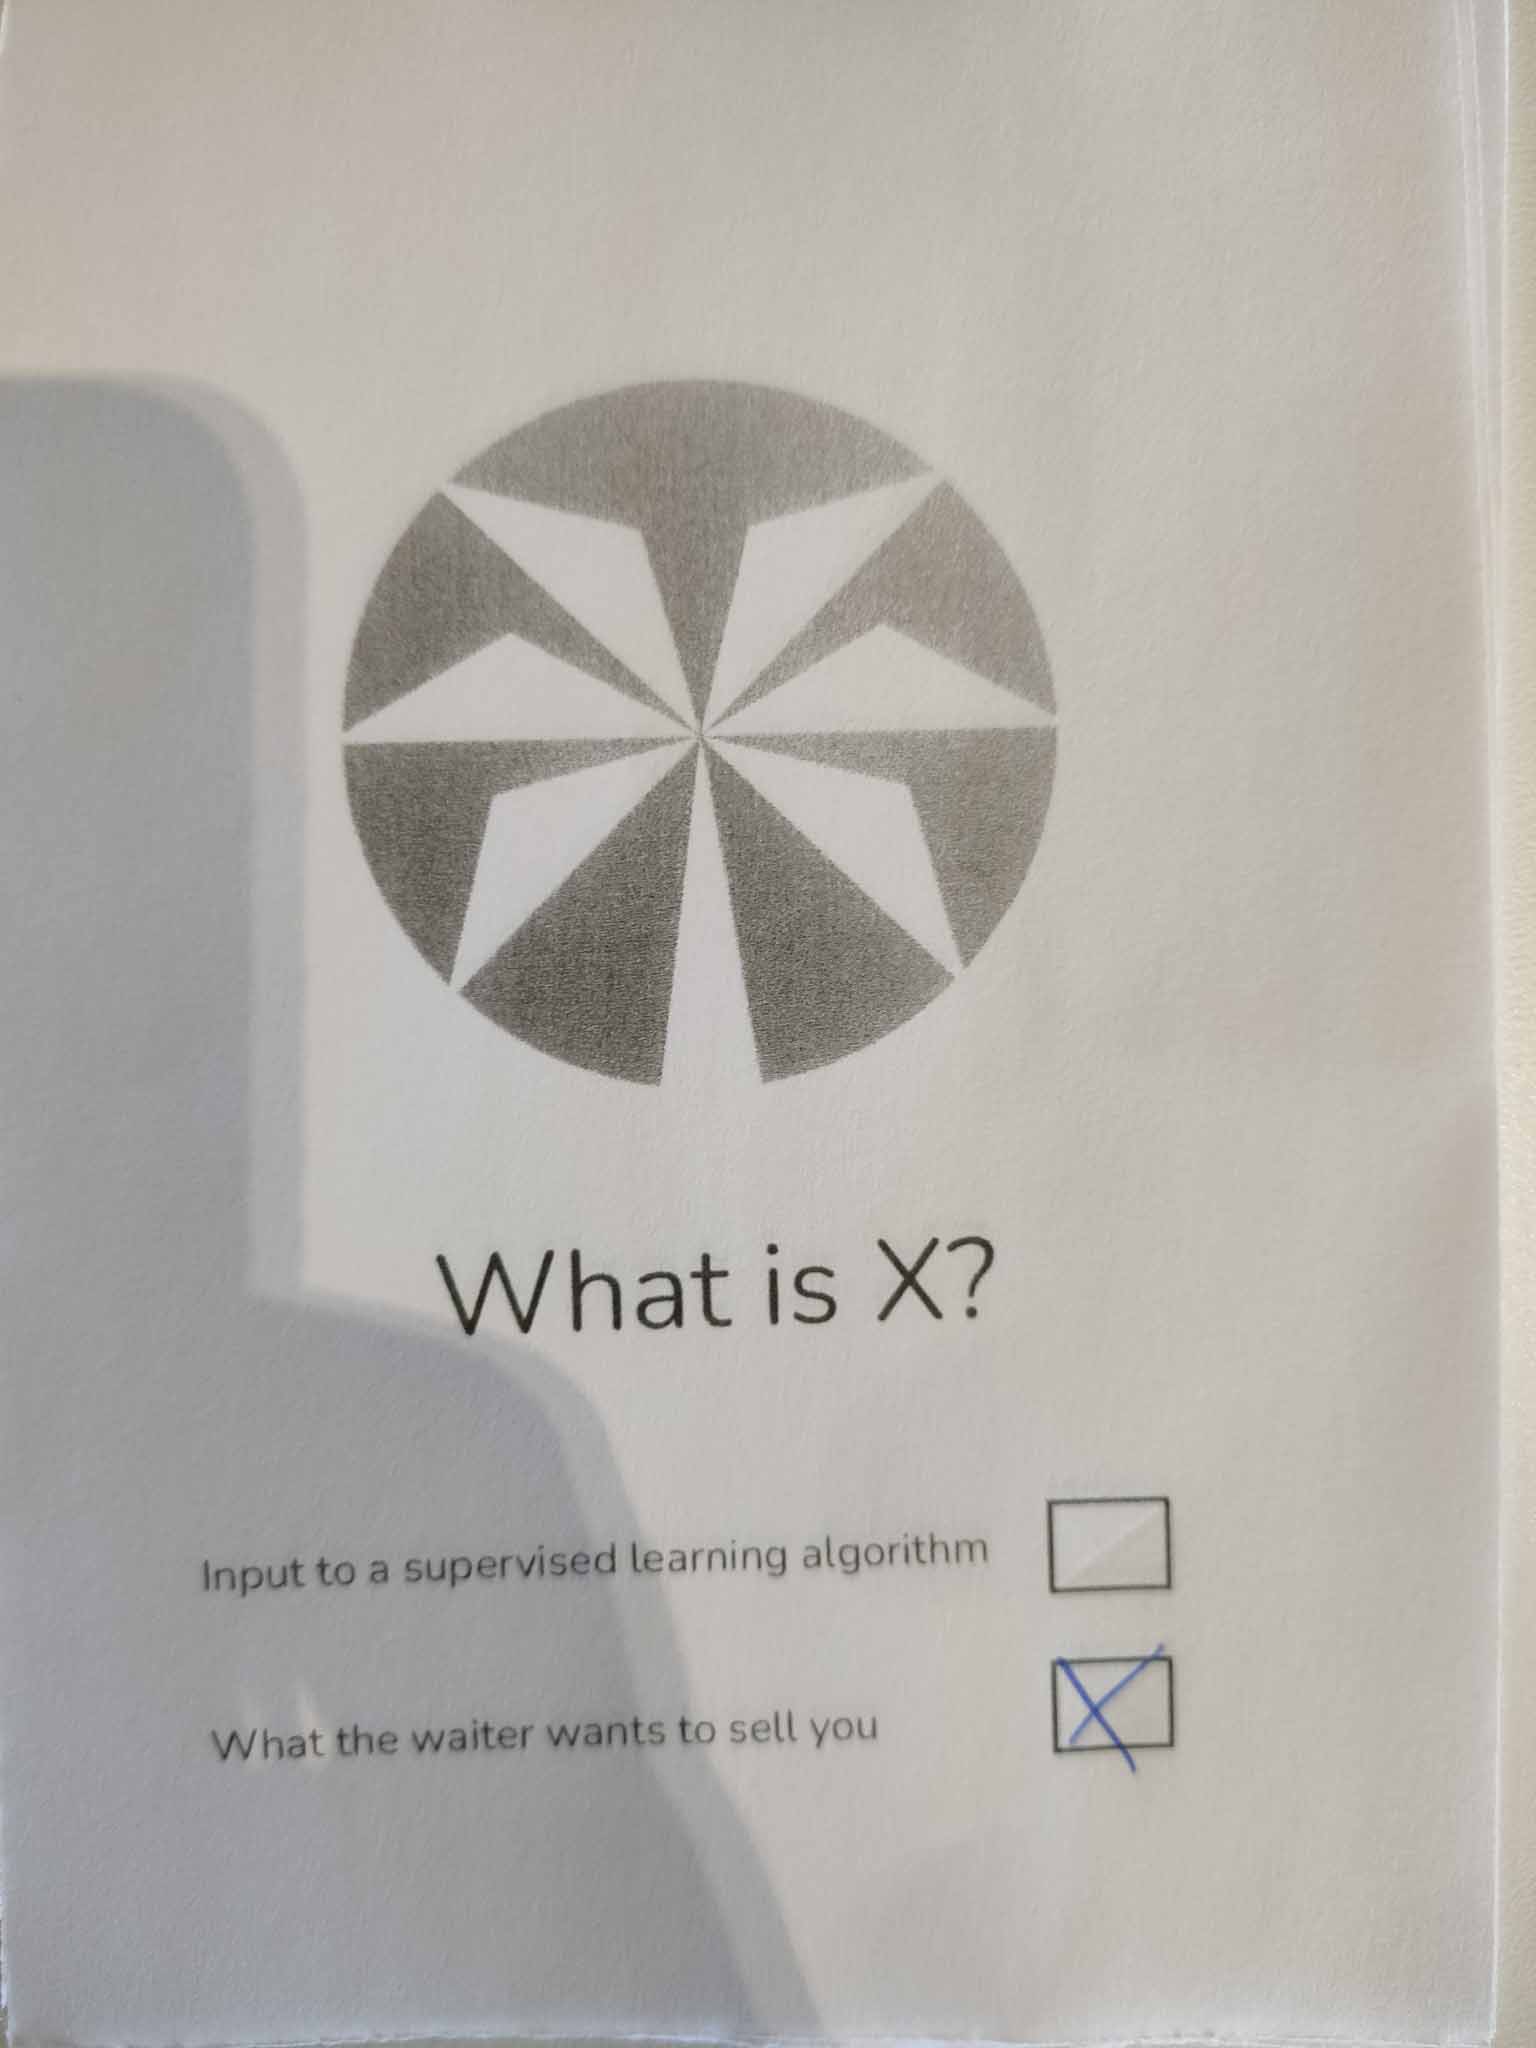 What is X?
Input to a supervised learning algorithm
What the waiter wants to sell you